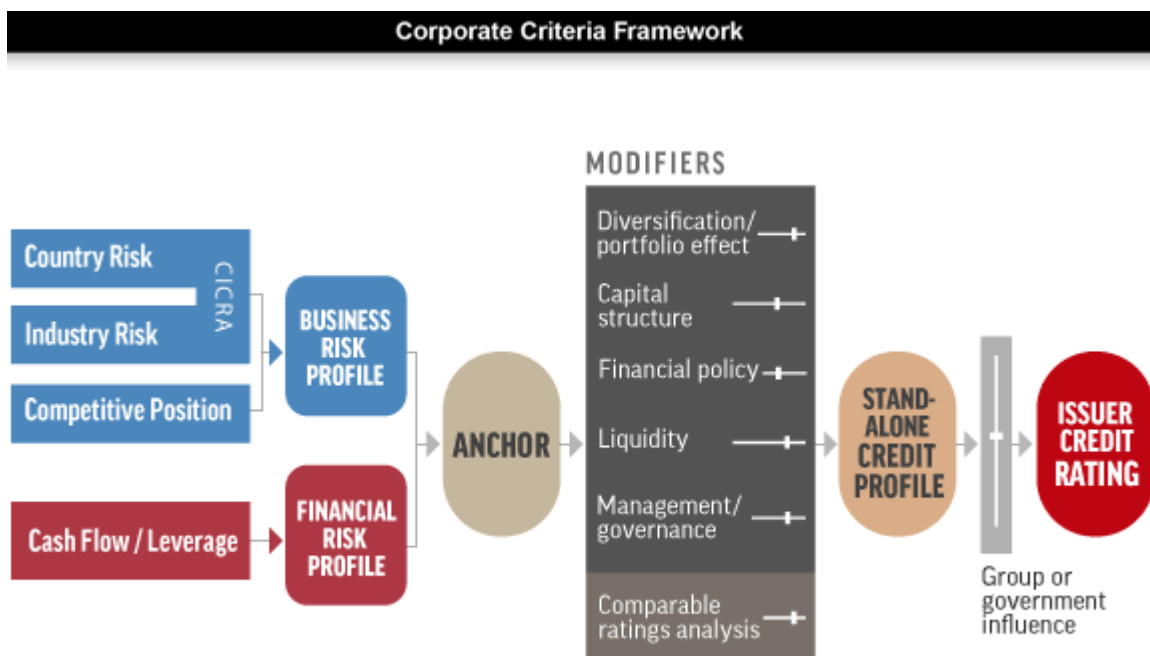 Corporate Criteria Framework
MODIFIERS
Country Risk
Industry Risk
CICRA
Competitive Position
Cash Flow / Leverage
BUSINESS
RISK
PROFILE
FINANCIAL
RISK
PROFILE
ANCHOR
Diversification/
portfolio effect
Capital
structure
Financial policy
Liquidity
Management/
governance
Comparable
ratings analysis
STAND-
ALONE
CREDIT
PROFILE
Group or
government
influence
ISSUER
CREDIT
RATING